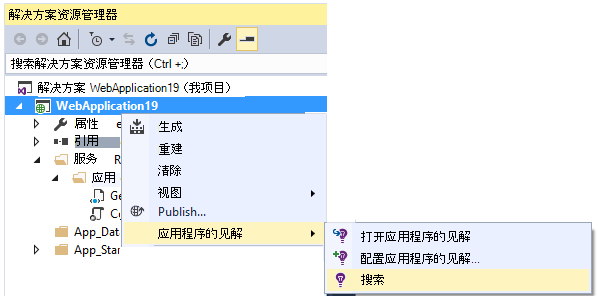 解决方案资源管理器
搜索解决方案资源管理器（Ctrl +;）
解决方案 WebApplication19 (我项目)
WebApplication19
属性 e
引用
服务 R
应用
Ge
C
App_Dat
App_Star
生成
重建
清除
视图
Publish...
应用程序的见解
打开应用程序的见解
配置应用程序的见解...
搜索